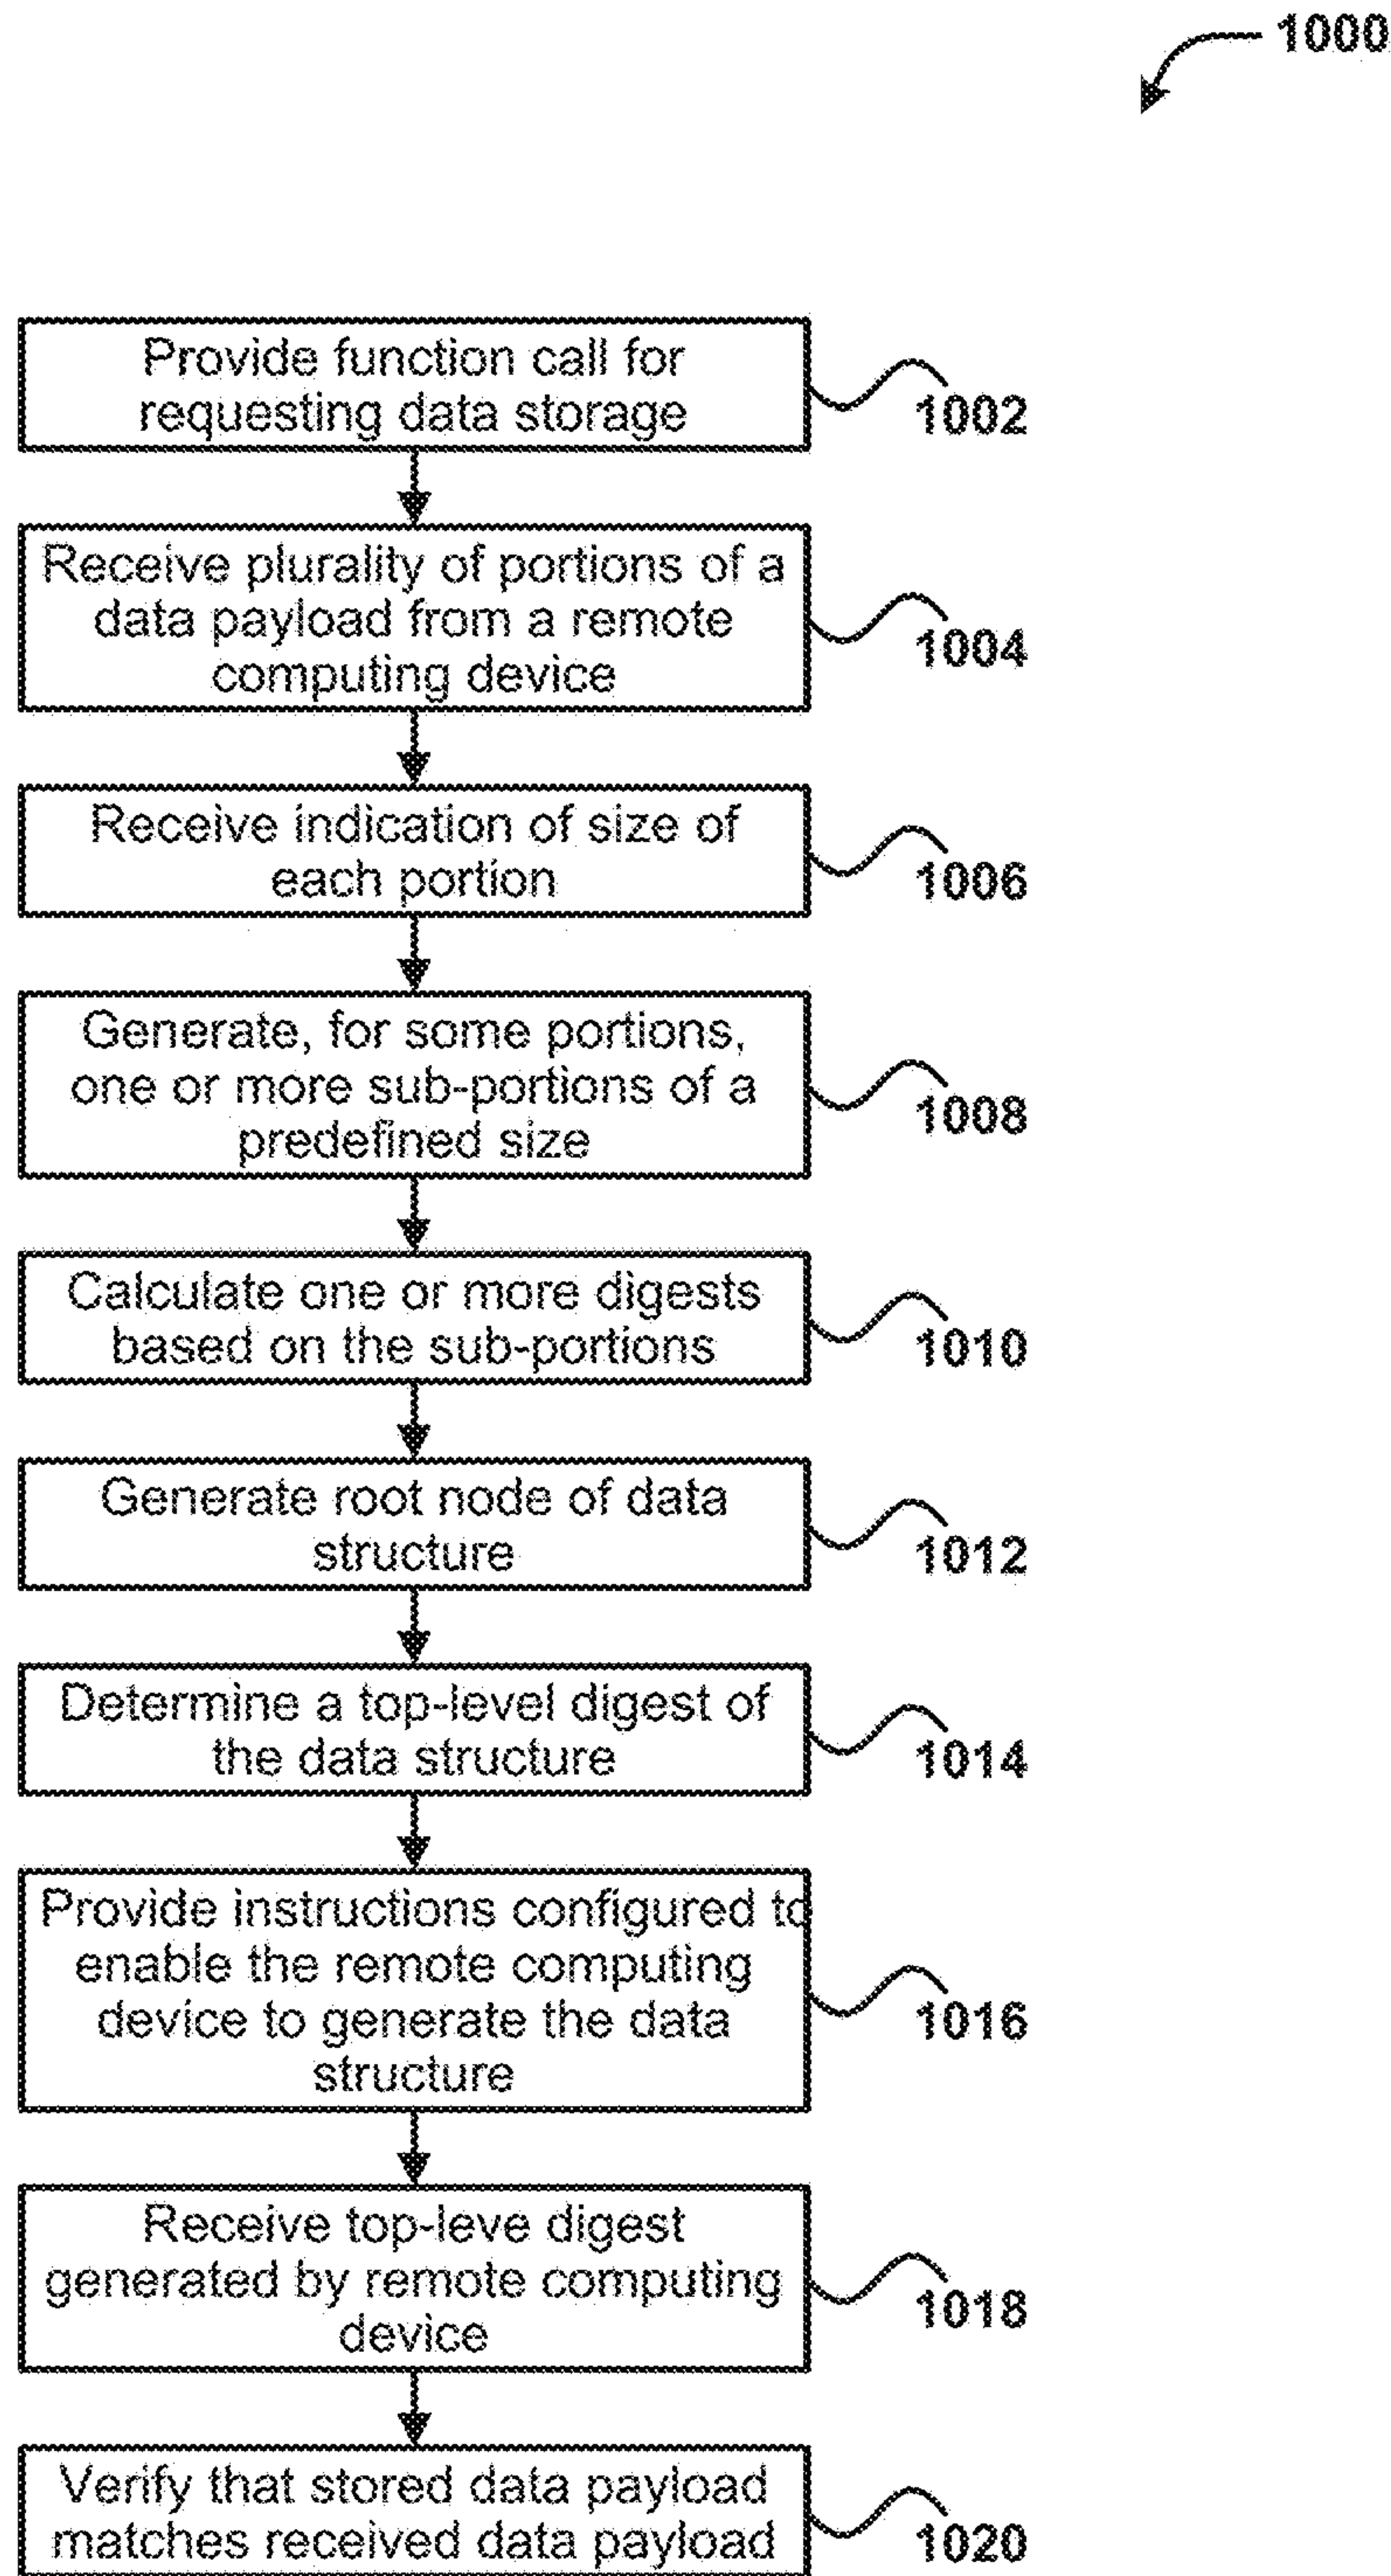 1000
Provide function call for
requesting data storage
1002
Receive plurality of portions of a
data payload from a remote
computing device
1004
Receive indication of size of
each portion
1006
Generate, for some portions,
one or more sub-portions of a
predefined size
1008
Calculate one or more digests
based on the sub-portions
1010
Generate root node of data
structure
1012
Determine a top-level digest of
the data structure
1014
Provide instructions configured to
enable the remote computing
device to generate the data
structure
1016
Receive top-leve digest
generated by remote computing
device
1018
Verify that stored data payload
matches received data payload
1020